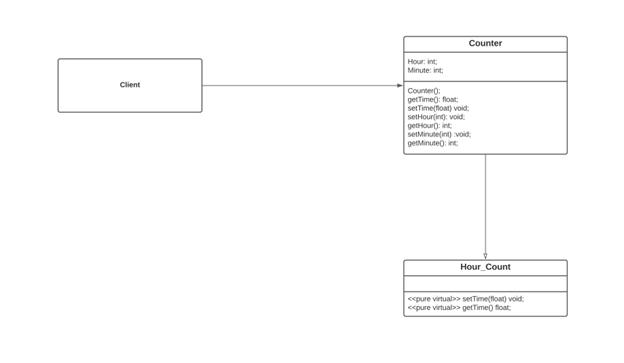 Counter
Hour: int;
Minute: int;
Client
Counter();
getTime(): float;
setTime(float) void;
setHour(int): void;
getHour(): int;
setMinute(int) :void;
getMinute(): int;
Hour_Count
<<pure virtual>> setTime(float) void;
<<pure virtual>> getTime() float;